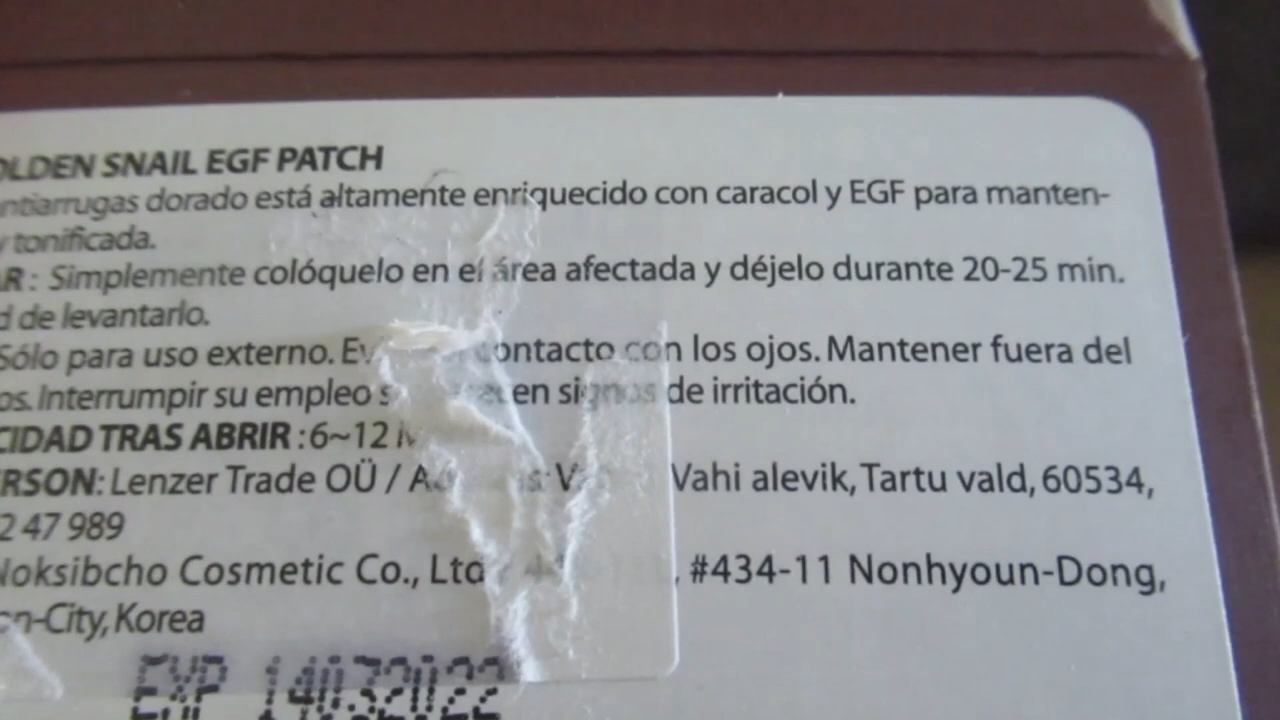 OLDEN SNAIL EGF PATCH
ntiarrugas dorado está altamente enriquecido con caracol y EGF para manten-
y tonificada.
AR : Simplemente colóquelo en el área afectada y déjelo durante 20-25 min.
d de levantarlo.
Sólo para uso externo. contacto con los ojos. Mantener fuera del
os. Interrumpir su empleo signos de irritación.
CIDAD TRAS ABRIR : 6~12
RSON: Lenzer Trade OÜ / Vahi alevik, Tartu vald, 60534,
2 47 989
Noksibcho Cosmetic Co., Ltd #434-11 Nonhyoun-Dong,
n-City, Korea
EXP 14032022